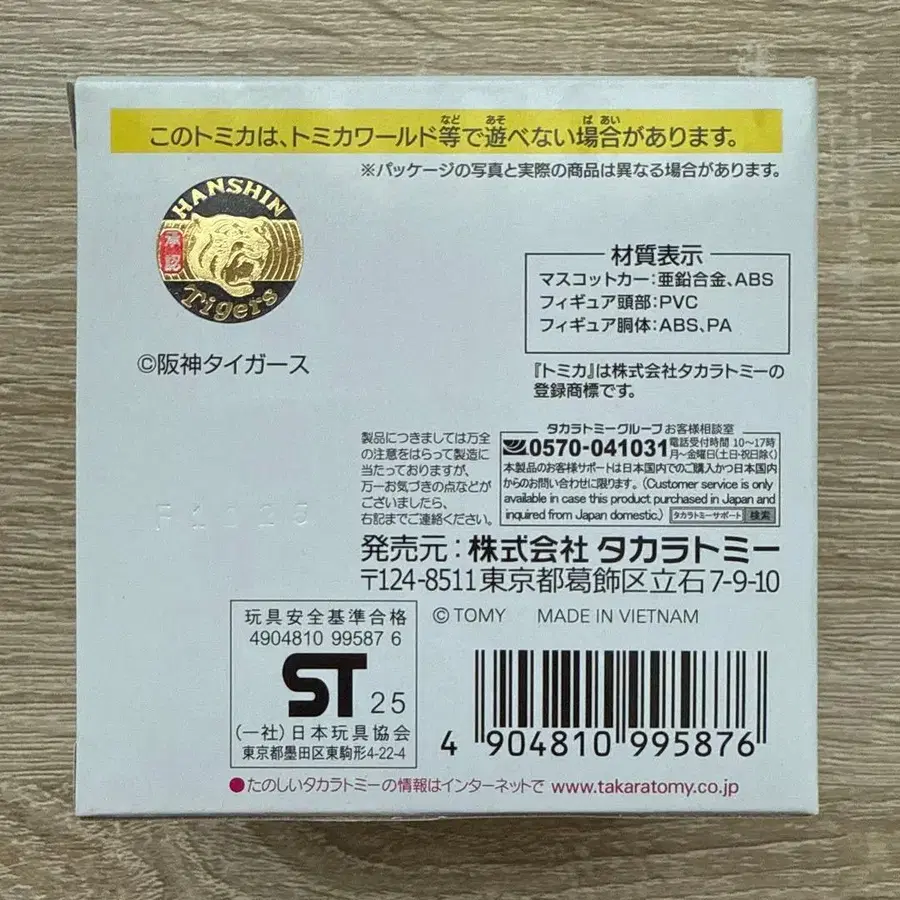 このトミカは、トミカワールド等で遊べない場合があります。
など あそ ば あい
※パッケージの写真と実際の商品は異なる場合があります。
HANSHIN
承認
Tigers
©阪神タイガース
材質表示
マスコットカー:亜鉛合金、ABS
フィギュア頭部:PVC
フィギュア胴体:ABS、PA
『トミカ』は株式会社タカラトミーの
登録商標です。
製品につきましては万全
の注意をはらって製造に
当たっておりますが、
万一お気づきの点などが
ございましたら、
右記までご連絡ください。
タカラトミーグループお客様相談室
0570-041031 電話受付時間 10〜17時
月〜金曜日(土日・祝日除く)
本製品のお客様サポートは日本国内でのご購入かつ日本国内
からのお問い合わせに限ります。(Customer service is only
available in case this product purchased in Japan and
inquired from Japan domestic.) タカラトミーサポート 検索
発売元:株式会社 タカラトミー
〒124-8511東京都葛飾区立石7-9-10
© TOMY MADE IN VIETNAM
玩具安全基準合格
4904810 99587 6
ST 25
(一社)日本玩具協会
東京都墨田区東駒形4-22-4
4 904810 995876
●たのしいタカラトミーの情報はインターネットで www.takaratomy.co.jp